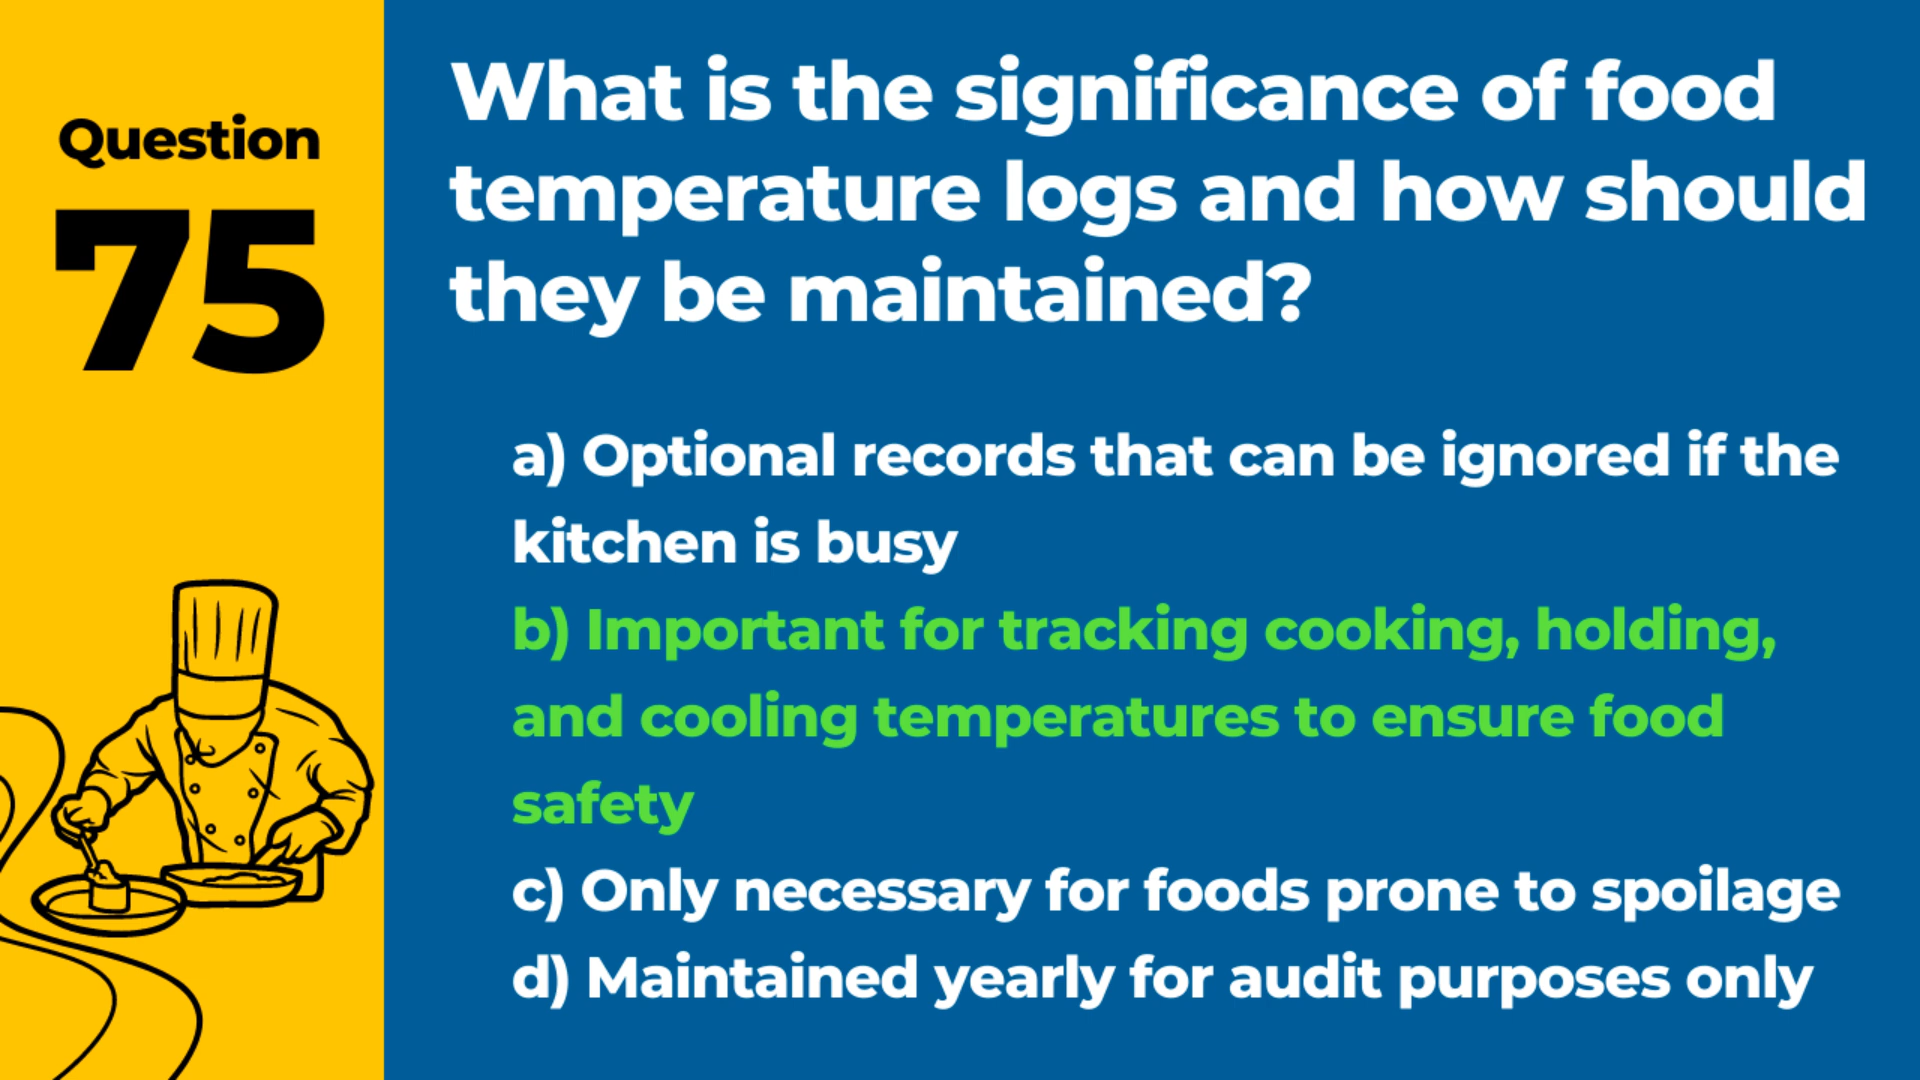 Question
75
What is the significance of food
temperature logs and how should
they be maintained?
a) Optional records that can be ignored if the
kitchen is busy
b) Important for tracking cooking, holding,
and cooling temperatures to ensure food
safety
c) Only necessary for foods prone to spoilage
d) Maintained yearly for audit purposes only